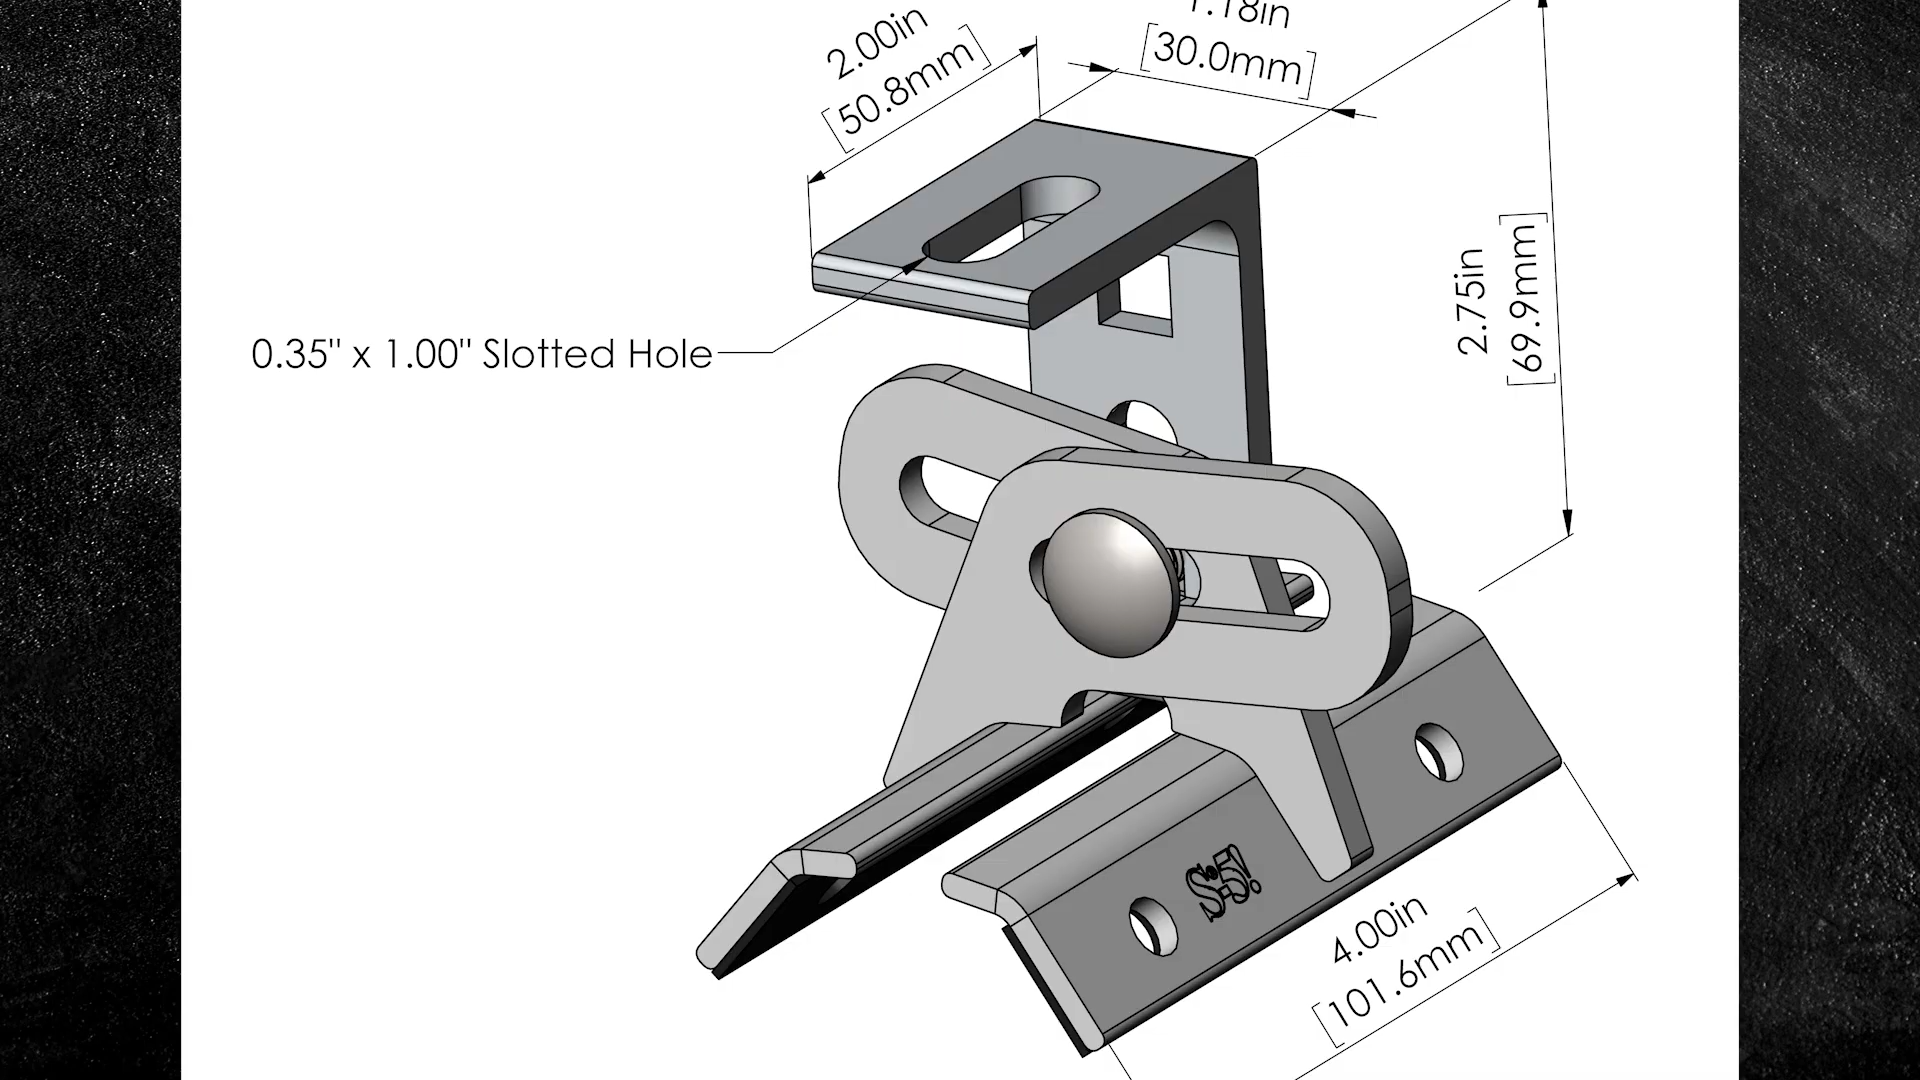 2.00in
[50.8mm]
1.18in
[30.0mm]
0.35" x 1.00" Slotted Hole
2.75in
[69.9mm]
S-5!
4.00in
[101.6mm]